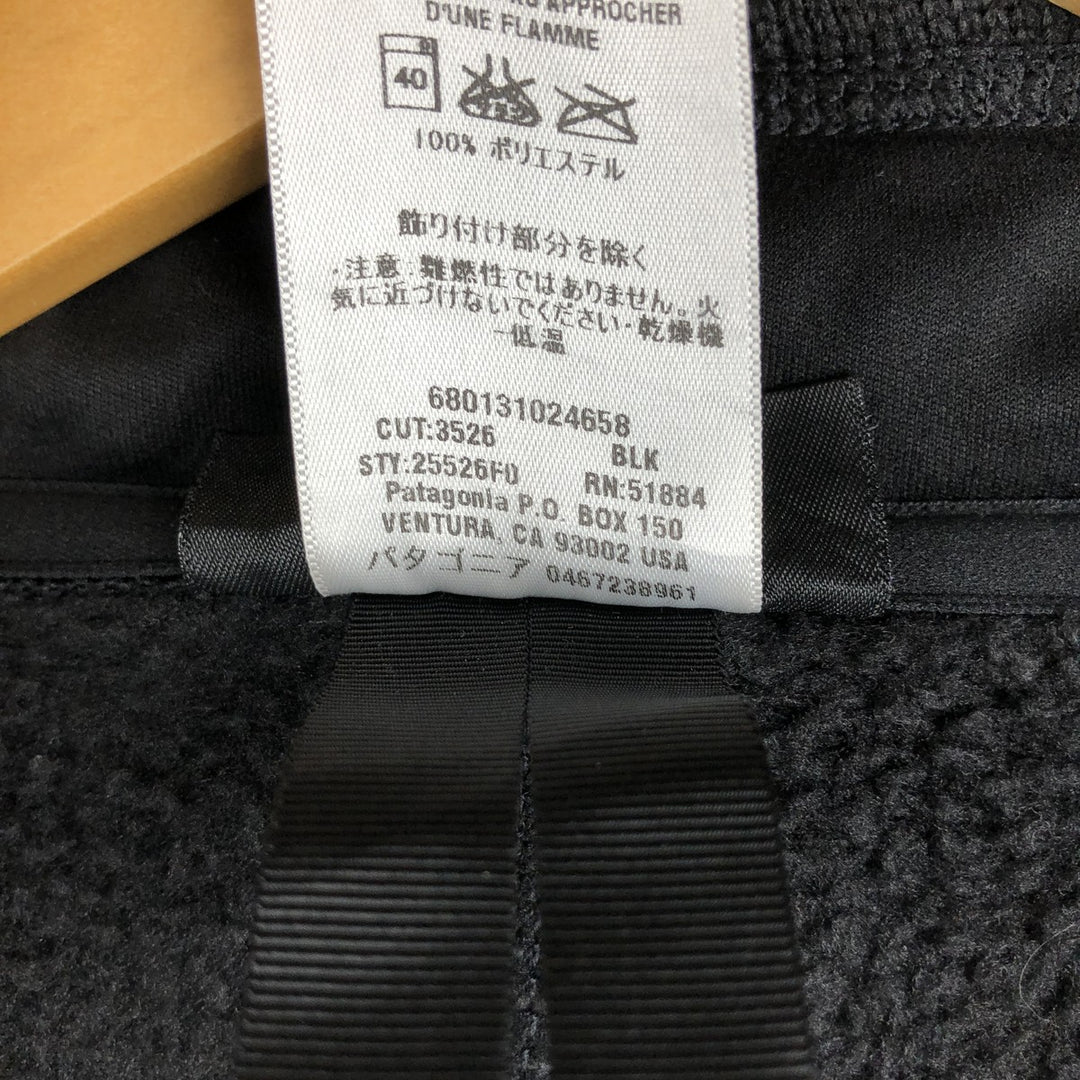 APPROCHER
D'UNE FLAMME
40
100% ポリエステル
飾り付け部分を除く
・注意:難燃性ではありません。火
気に近づけないでください・乾燥機
-低温
680131024658
CUT:3526 BLK
STY:25526F0 RN:51884
Patagonia P.O. BOX 150
VENTURA, CA 93002 USA
パタゴニア 0467238961